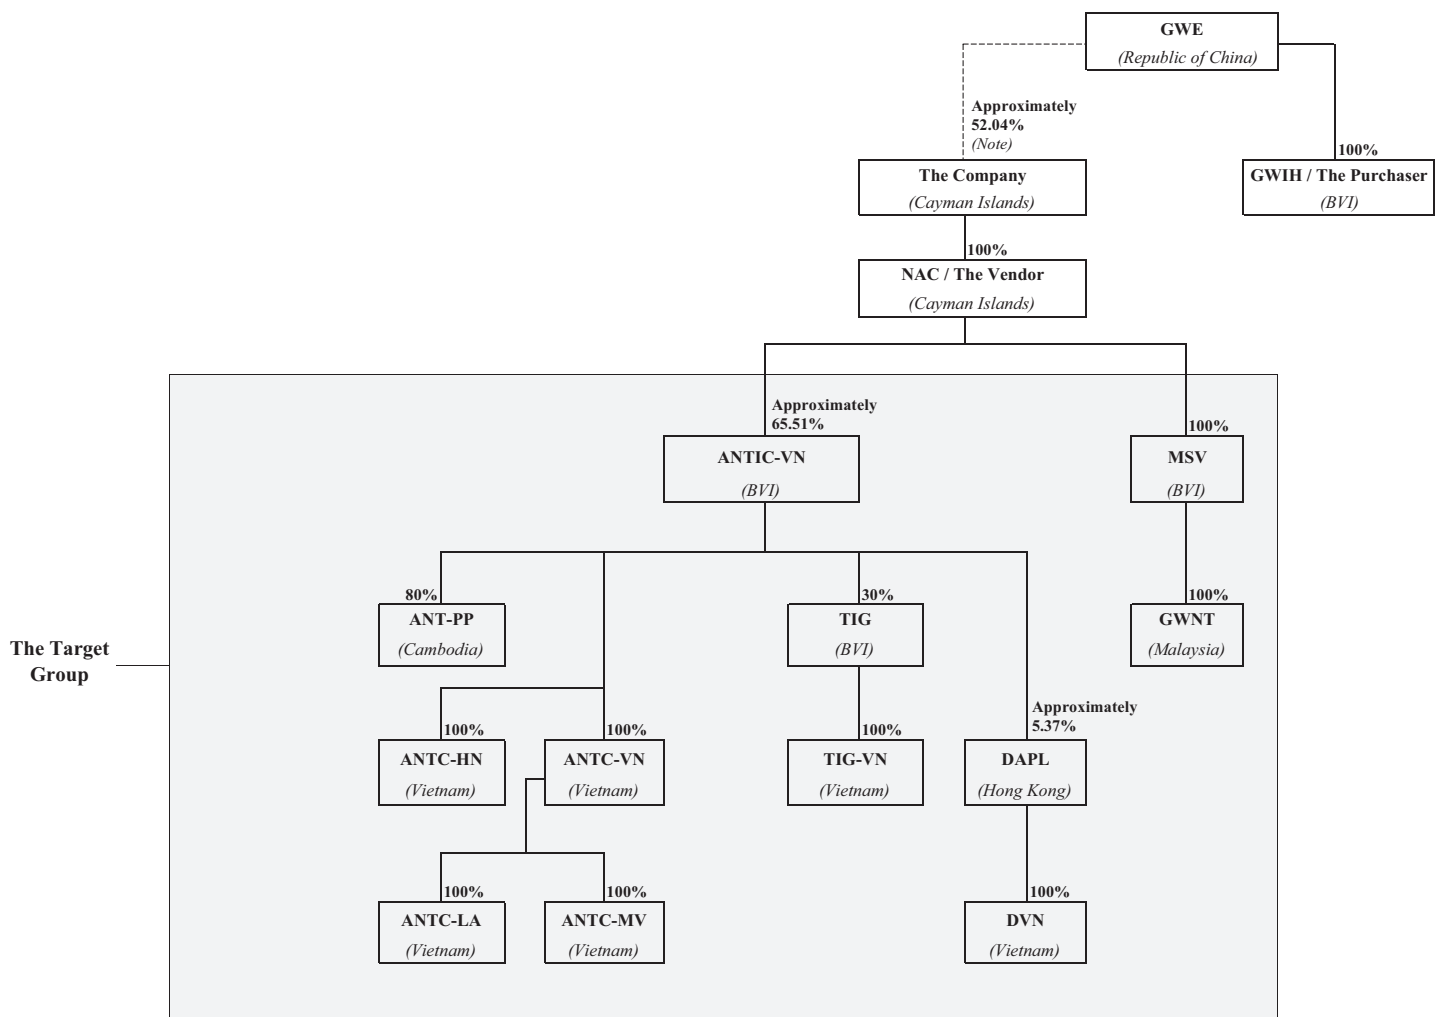 GWE
(Republic of China)
Approximately
52.04%
(Note)
100%
The Company
(Cayman Islands)
GWIH / The Purchaser
(BVI)
100%
NAC / The Vendor
(Cayman Islands)
Approximately
65.51%
100%
ANTIC-VN
(BVI)
MSV
(BVI)
80%
30%
100%
ANT-PP
(Cambodia)
TIG
(BVI)
GWNT
(Malaysia)
The Target
Group
Approximately
5.37%
100%
100%
100%
ANTC-HN
(Vietnam)
ANTC-VN
(Vietnam)
TIG-VN
(Vietnam)
DAPL
(Hong Kong)
100%
100%
100%
ANTC-LA
(Vietnam)
ANTC-MV
(Vietnam)
DVN
(Vietnam)